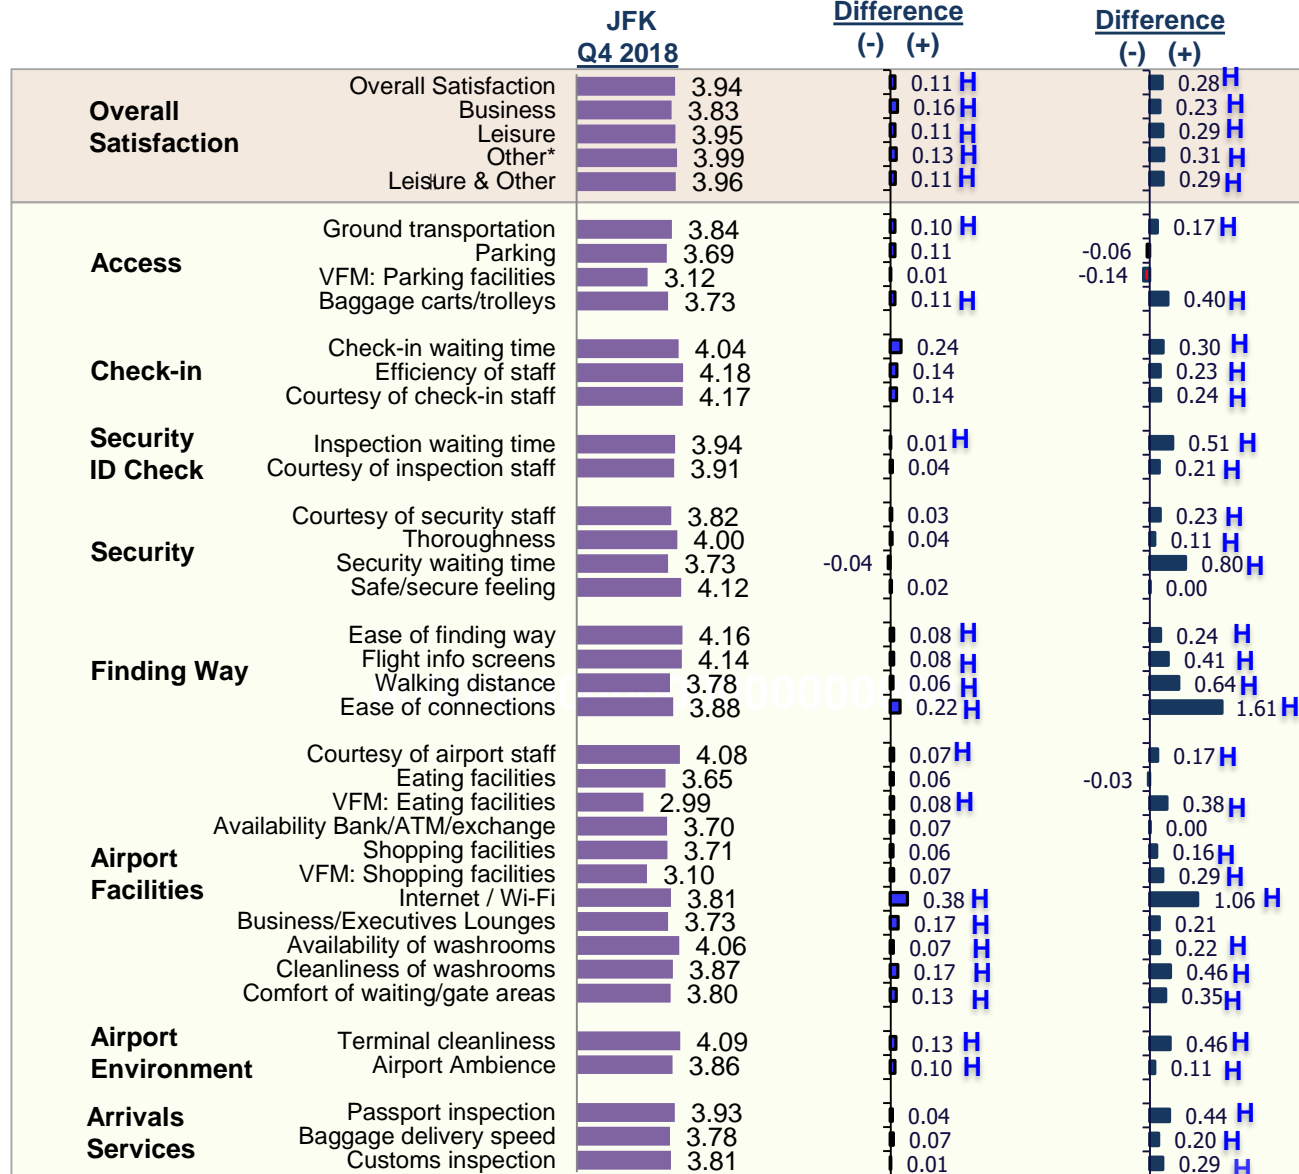 JFK
Q4 2018
Difference
(-) (+)
Difference
(-) (+)
Overall
Satisfaction
Overall Satisfaction 3.94 0.11 H 0.28 H
Business 3.83 0.16 H 0.23 H
Leisure 3.95 0.11 H 0.29 H
Other* 3.99 0.13 H 0.31 H
Leisure & Other 3.96 0.11 H 0.29 H
Access
Ground transportation 3.84 0.10 H 0.17 H
Parking 3.69 0.11 -0.06
VFM: Parking facilities 3.12 0.01 -0.14
Baggage carts/trolleys 3.73 0.11 H 0.40 H
Check-in
Check-in waiting time 4.04 0.24 0.30 H
Efficiency of staff 4.18 0.14 0.23 H
Courtesy of check-in staff 4.17 0.14 0.24 H
Security
ID Check
Inspection waiting time 3.94 0.01 H 0.51 H
Courtesy of inspection staff 3.91 0.04 0.21 H
Security
Courtesy of security staff 3.82 0.03 0.23 H
Thoroughness 4.00 0.04 0.11 H
Security waiting time 3.73 -0.04 0.80 H
Safe/secure feeling 4.12 0.02 0.00
Finding Way
Ease of finding way 4.16 0.08 H 0.24 H
Flight info screens 4.14 0.08 H 0.41 H
Walking distance 3.78 0.06 H 0.64 H
Ease of connections 3.88 0.22 H 1.61 H
Airport
Facilities
Courtesy of airport staff 4.08 0.07 H 0.17 H
Eating facilities 3.65 0.06 -0.03
VFM: Eating facilities 2.99 0.08 H 0.38 H
Availability Bank/ATM/exchange 3.70 0.07 0.00
Shopping facilities 3.71 0.06 0.16 H
VFM: Shopping facilities 3.10 0.07 0.29 H
Internet / Wi-Fi 3.81 0.38 H 1.06 H
Business/Executives Lounges 3.73 0.17 H 0.21
Availability of washrooms 4.06 0.07 H 0.22 H
Cleanliness of washrooms 3.87 0.17 H 0.46 H
Comfort of waiting/gate areas 3.80 0.13 H 0.35 H
Airport
Environment
Terminal cleanliness 4.09 0.13 H 0.46 H
Airport Ambience 3.86 0.10 H 0.11 H
Arrivals
Services
Passport inspection 3.93 0.04 0.44 H
Baggage delivery speed 3.78 0.07 0.20 H
Customs inspection 3.81 0.01 0.29 H